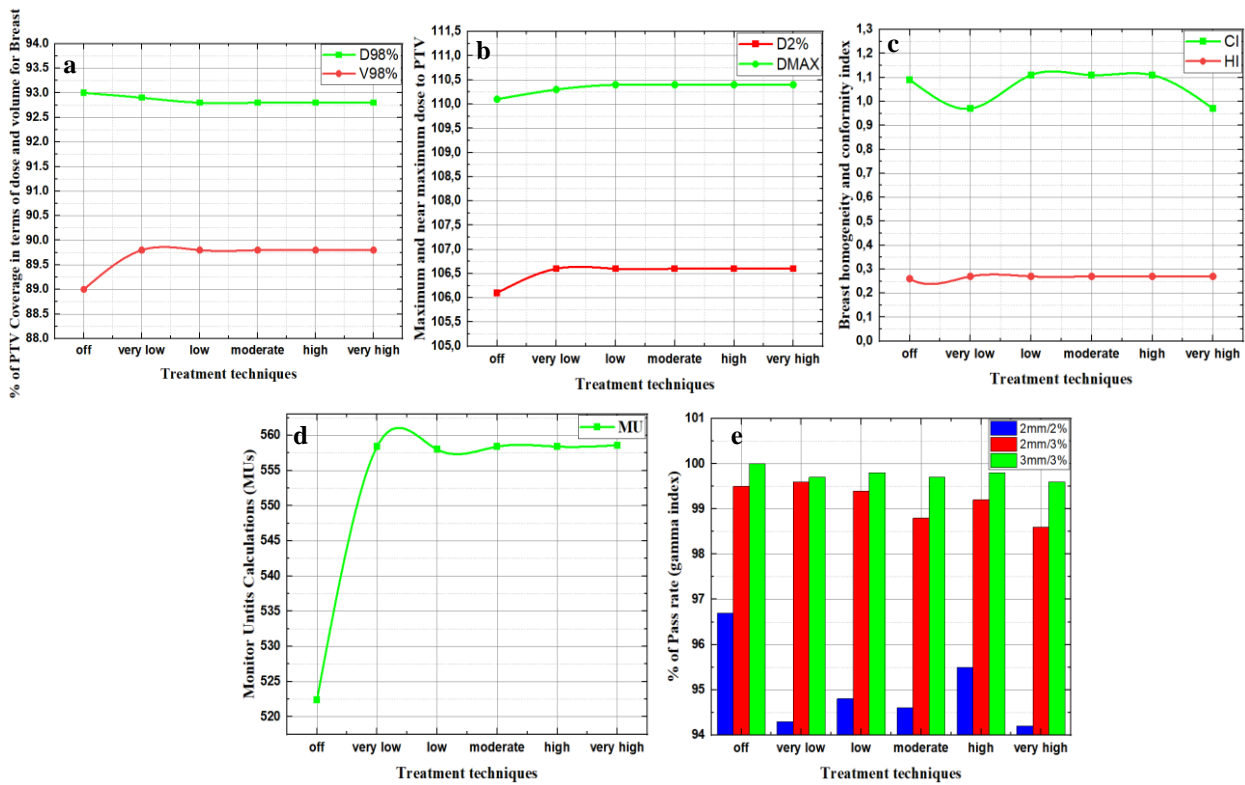 % of PTV Coverage in terms of dose and volume for Breast
94.0
93.5
93.0
92.5
92.0
91.5
91.0
90.5
90.0
89.5
89.0
88.5
88.0
a
D98%
V98%
off very low low moderate high very high
Treatment techniques
Maximum and near maximum dose to PTV
111,5
111,0
110,5
110,0
109,5
109,0
108,5
108,0
107,5
107,0
106,5
106,0
105,5
105,0
b
D2%
DMAX
off very low low moderate high very high
Treatment techniques
Breast homogeneity and conformity index
1,3
1,2
1,1
1,0
0,9
0,8
0,7
0,6
0,5
0,4
0,3
0,2
0,1
0,0
c
CI
HI
off very low low moderate high very high
Treatment techniques
Monitor Untits Calculations (MUs)
560
555
550
545
540
535
530
525
520
d
MU
off very low low moderate high very high
Treatment techniques
% of Pass rate (gamma index)
101
100
99
98
97
96
95
94
e
2mm/2%
2mm/3%
3mm/3%
off very low low moderate high very high
Treatment techniques